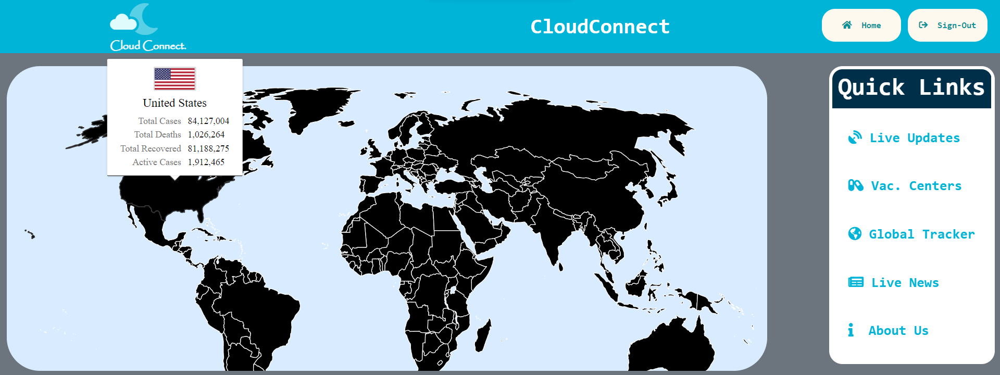 Cloud Connect.
CloudConnect
Home
Sign-Out
United States
Total Cases 84,127,004
Total Deaths 1,026,264
Total Recovered 81,188,275
Active Cases 1,912,465
Quick Links
Live Updates
Vac. Centers
Global Tracker
Live News
About Us